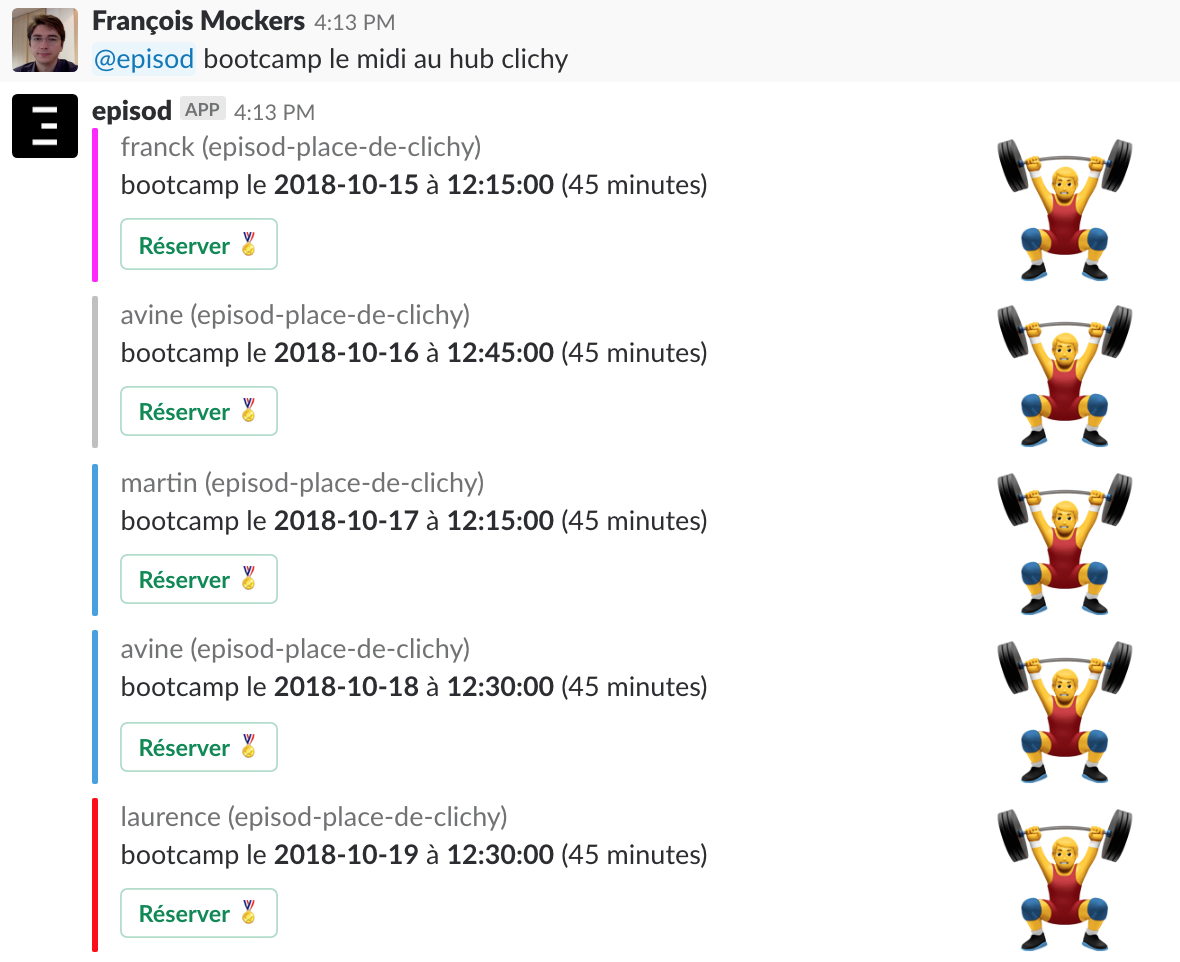 François Mockers 4:13 PM
@episod bootcamp le midi au hub clichy
episod APP 4:13 PM
franck (episod-place-de-clichy)
bootcamp le 2018-10-15 à 12:15:00 (45 minutes)
Réserver
avine (episod-place-de-clichy)
bootcamp le 2018-10-16 à 12:45:00 (45 minutes)
Réserver
martin (episod-place-de-clichy)
bootcamp le 2018-10-17 à 12:15:00 (45 minutes)
Réserver
avine (episod-place-de-clichy)
bootcamp le 2018-10-18 à 12:30:00 (45 minutes)
Réserver
laurence (episod-place-de-clichy)
bootcamp le 2018-10-19 à 12:30:00 (45 minutes)
Réserver